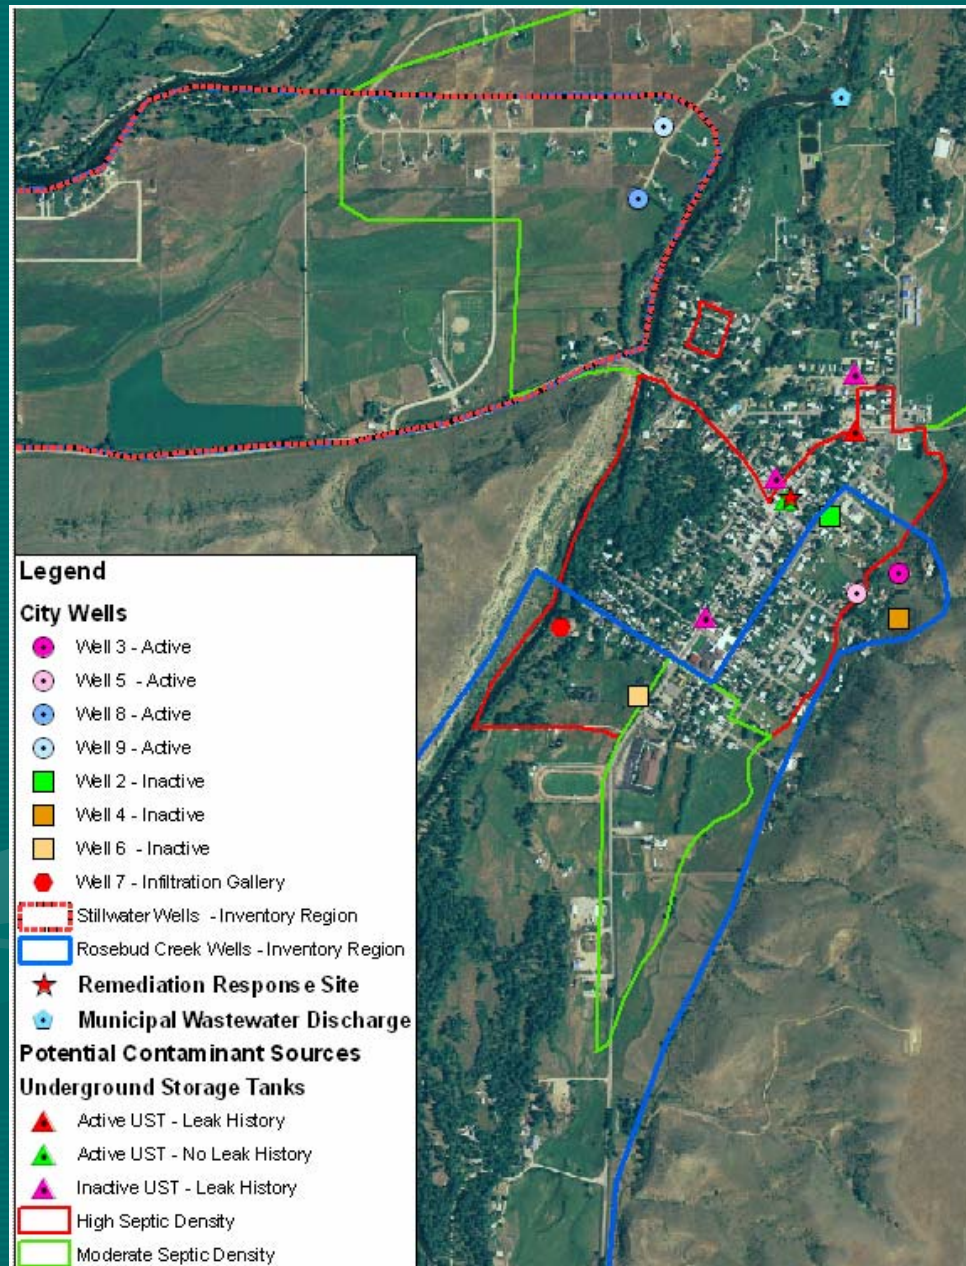 Legend
City Wells
Well 3 - Active
Well 5 - Active
Well 8 - Active
Well 9 - Active
Well 2 - Inactive
Well 4 - Inactive
Well 6 - Inactive
Well 7 - Infiltration Gallery
Stillwater Wells - Inventory Region
Rosebud Creek Wells - Inventory Region
Remediation Response Site
Municipal Wastewater Discharge
Potential Contaminant Sources
Underground Storage Tanks
Active UST - Leak History
Active UST - No Leak History
Inactive UST - Leak History
High Septic Density
Moderate Septic Density